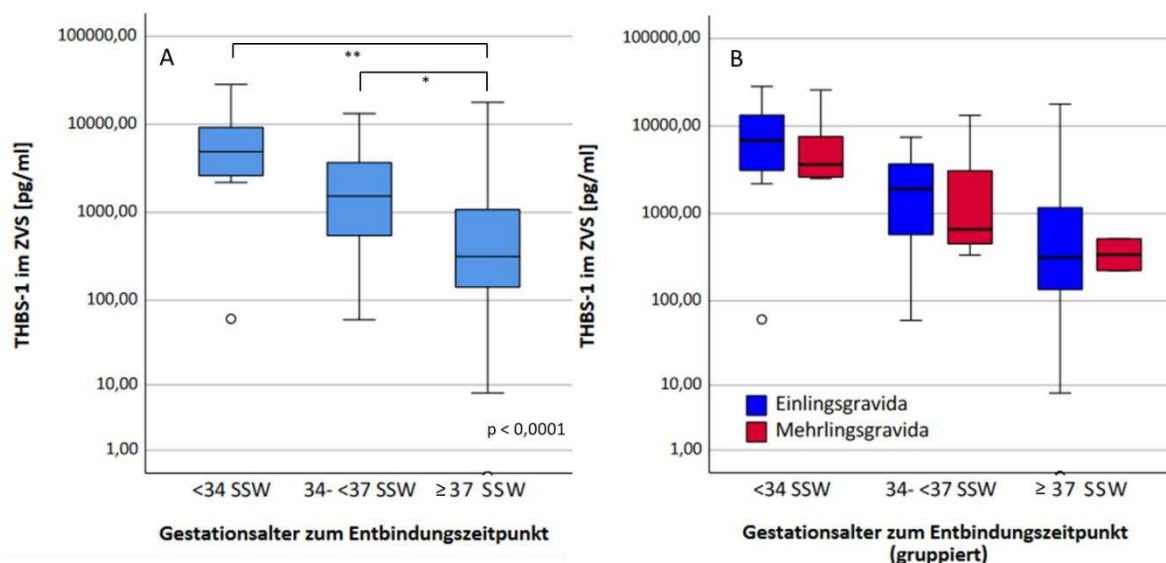 A
THBS-1 im ZVS [pg/ml]
100000,00
10000,00
1000,00
100,00
10,00
1,00
**
*
p < 0,0001
<34 SSW 34- <37 SSW ≥ 37 SSW
Gestationsalter zum Entbindungszeitpunkt
B
THBS-1 im ZVS [pg/ml]
100000,00
10000,00
1000,00
100,00
10,00
1,00
Einlingsgravida
Mehrlingsgravida
<34 SSW 34- <37 SSW ≥ 37 SSW
Gestationsalter zum Entbindungszeitpunkt
(gruppiert)